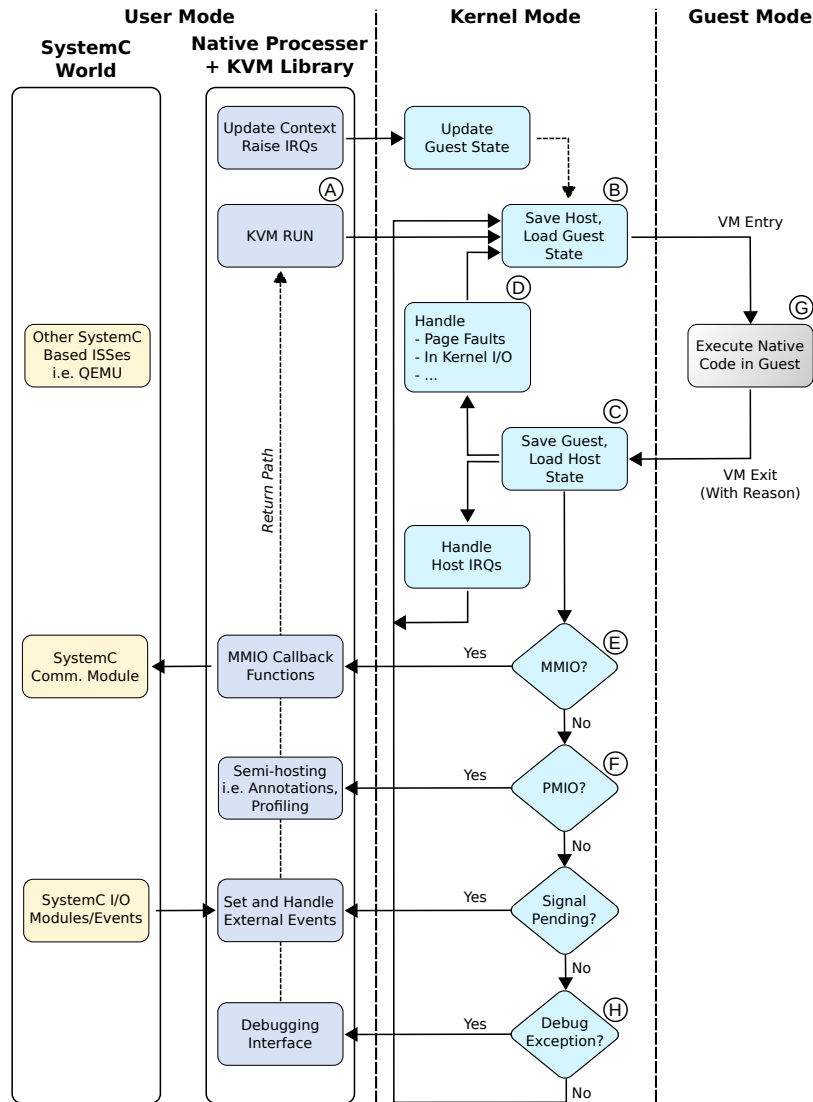 User Mode
Kernel Mode
Guest Mode
SystemC
World
Native Processer
+ KVM Library
Update Context
Raise IRQs
Update
Guest State
A
B
KVM RUN
Save Host,
Load Guest
State
VM Entry
D
G
Other SystemC
Based ISSes
i.e. QEMU
Handle
- Page Faults
- In Kernel I/O
- ...
Execute Native
Code in Guest
C
Save Guest,
Load Host
State
VM Exit
(With Reason)
Return Path
Handle
Host IRQs
E
SystemC
Comm. Module
MMIO Callback
Functions
Yes
MMIO?
No
F
Semi-hosting
i.e. Annotations,
Profiling
Yes
PMIO?
No
SystemC I/O
Modules/Events
Set and Handle
External Events
Yes
Signal
Pending?
No
H
Debugging
Interface
Yes
Debug
Exception?
No